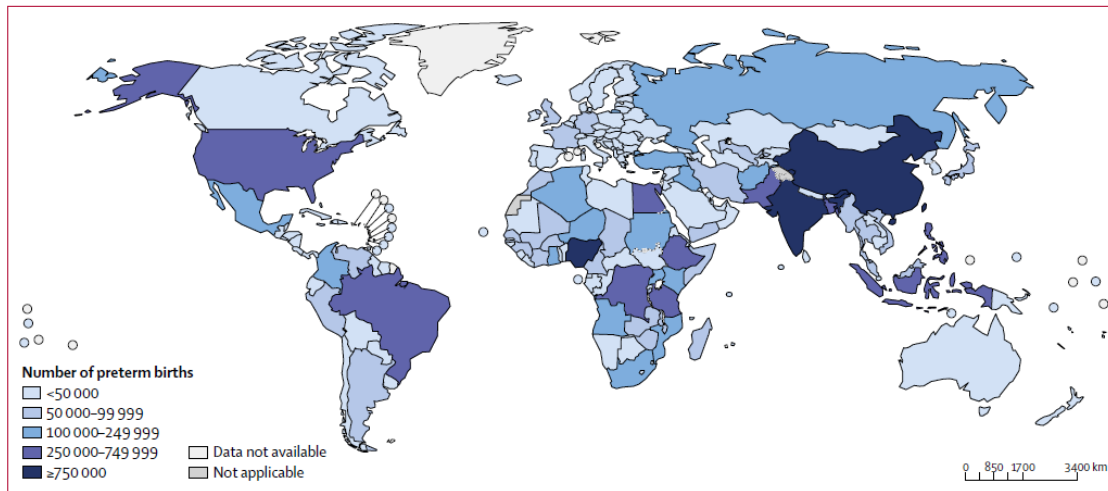 Number of preterm births
<50 000
50 000–99 999
100 000–249 999
250 000–749 999
≥750 000
Data not available
Not applicable
0 850 1700 3400 km